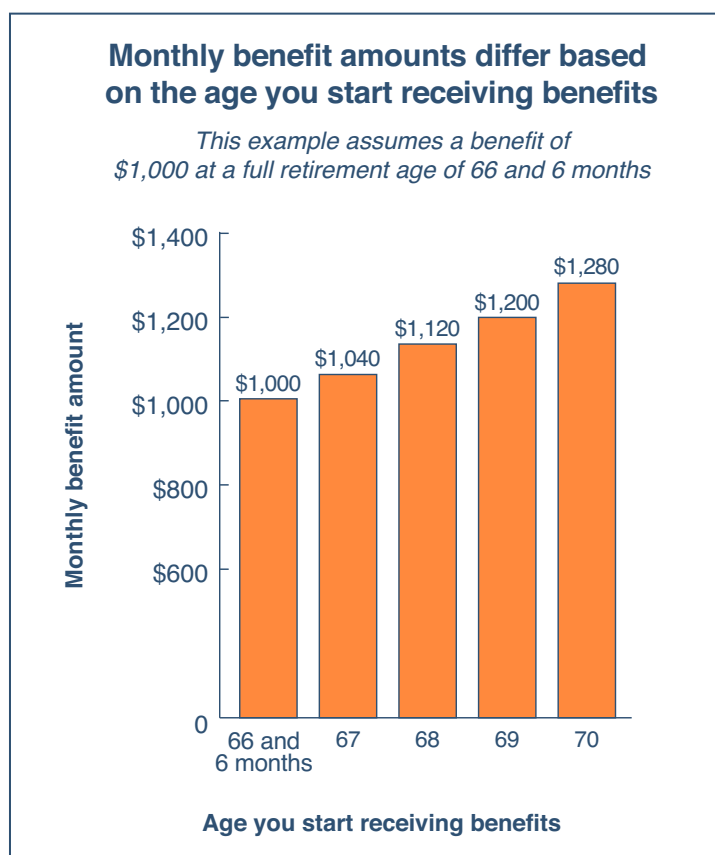 Monthly benefit amounts differ based
on the age you start receiving benefits
This example assumes a benefit of
$1,000 at a full retirement age of 66 and 6 months
Monthly benefit amount
$1,400
$1,200
$1,000
$800
$600
0
$1,000
$1,040
$1,120
$1,200
$1,280
66 and
6 months
67
68
69
70
Age you start receiving benefits